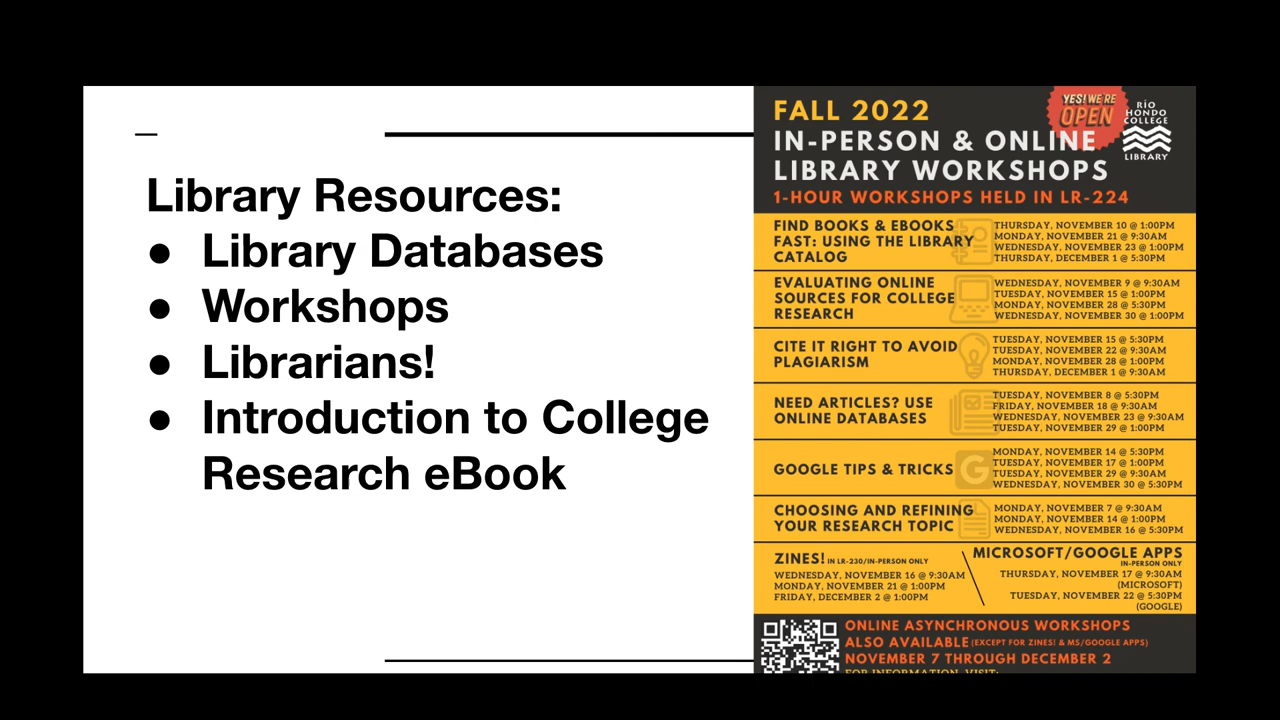 Library Resources:
● Library Databases
● Workshops
● Librarians!
● Introduction to College
Research eBook
FALL 2022
IN-PERSON & ONLINE
LIBRARY WORKSHOPS
1-HOUR WORKSHOPS HELD IN LR-224
YES! WE'RE
OPEN
RÍO
HONDO
COLLEGE
LIBRARY
FIND BOOKS & EBOOKS
FAST: USING THE LIBRARY
CATALOG
THURSDAY, NOVEMBER 10 @ 1:00PM
MONDAY, NOVEMBER 21 @ 9:30AM
WEDNESDAY, NOVEMBER 23 @ 1:00PM
THURSDAY, DECEMBER 1 @ 5:30PM
EVALUATING ONLINE
SOURCES FOR COLLEGE
RESEARCH
WEDNESDAY, NOVEMBER 9 @ 9:30AM
TUESDAY, NOVEMBER 15 @ 1:00PM
MONDAY, NOVEMBER 28 @ 5:30PM
WEDNESDAY, NOVEMBER 30 @ 1:00PM
CITE IT RIGHT TO AVOID
PLAGIARISM
TUESDAY, NOVEMBER 15 @ 5:30PM
TUESDAY, NOVEMBER 22 @ 9:30AM
MONDAY, NOVEMBER 28 @ 1:00PM
THURSDAY, DECEMBER 1 @ 9:30AM
NEED ARTICLES? USE
ONLINE DATABASES
TUESDAY, NOVEMBER 8 @ 5:30PM
FRIDAY, NOVEMBER 18 @ 9:30AM
WEDNESDAY, NOVEMBER 23 @ 9:30AM
TUESDAY, NOVEMBER 29 @ 1:00PM
GOOGLE TIPS & TRICKS
G
MONDAY, NOVEMBER 14 @ 5:30PM
TUESDAY, NOVEMBER 17 @ 1:00PM
TUESDAY, NOVEMBER 29 @ 9:30AM
WEDNESDAY, NOVEMBER 30 @ 5:30PM
CHOOSING AND REFINING
YOUR RESEARCH TOPIC
MONDAY, NOVEMBER 7 @ 9:30AM
MONDAY, NOVEMBER 14 @ 1:00PM
WEDNESDAY, NOVEMBER 16 @ 5:30PM
ZINES! IN LR-230/IN-PERSON ONLY
WEDNESDAY, NOVEMBER 16 @ 9:30AM
MONDAY, NOVEMBER 21 @ 1:00PM
FRIDAY, DECEMBER 2 @ 1:00PM
MICROSOFT/GOOGLE APPS
IN-PERSON ONLY
THURSDAY, NOVEMBER 17 @ 9:30AM
(MICROSOFT)
TUESDAY, NOVEMBER 22 @ 5:30PM
(GOOGLE)
ONLINE ASYNCHRONOUS WORKSHOPS
ALSO AVAILABLE (EXCEPT FOR ZINES! & MS/GOOGLE APPS)
NOVEMBER 7 THROUGH DECEMBER 2
FOR INFORMATION, VISIT: